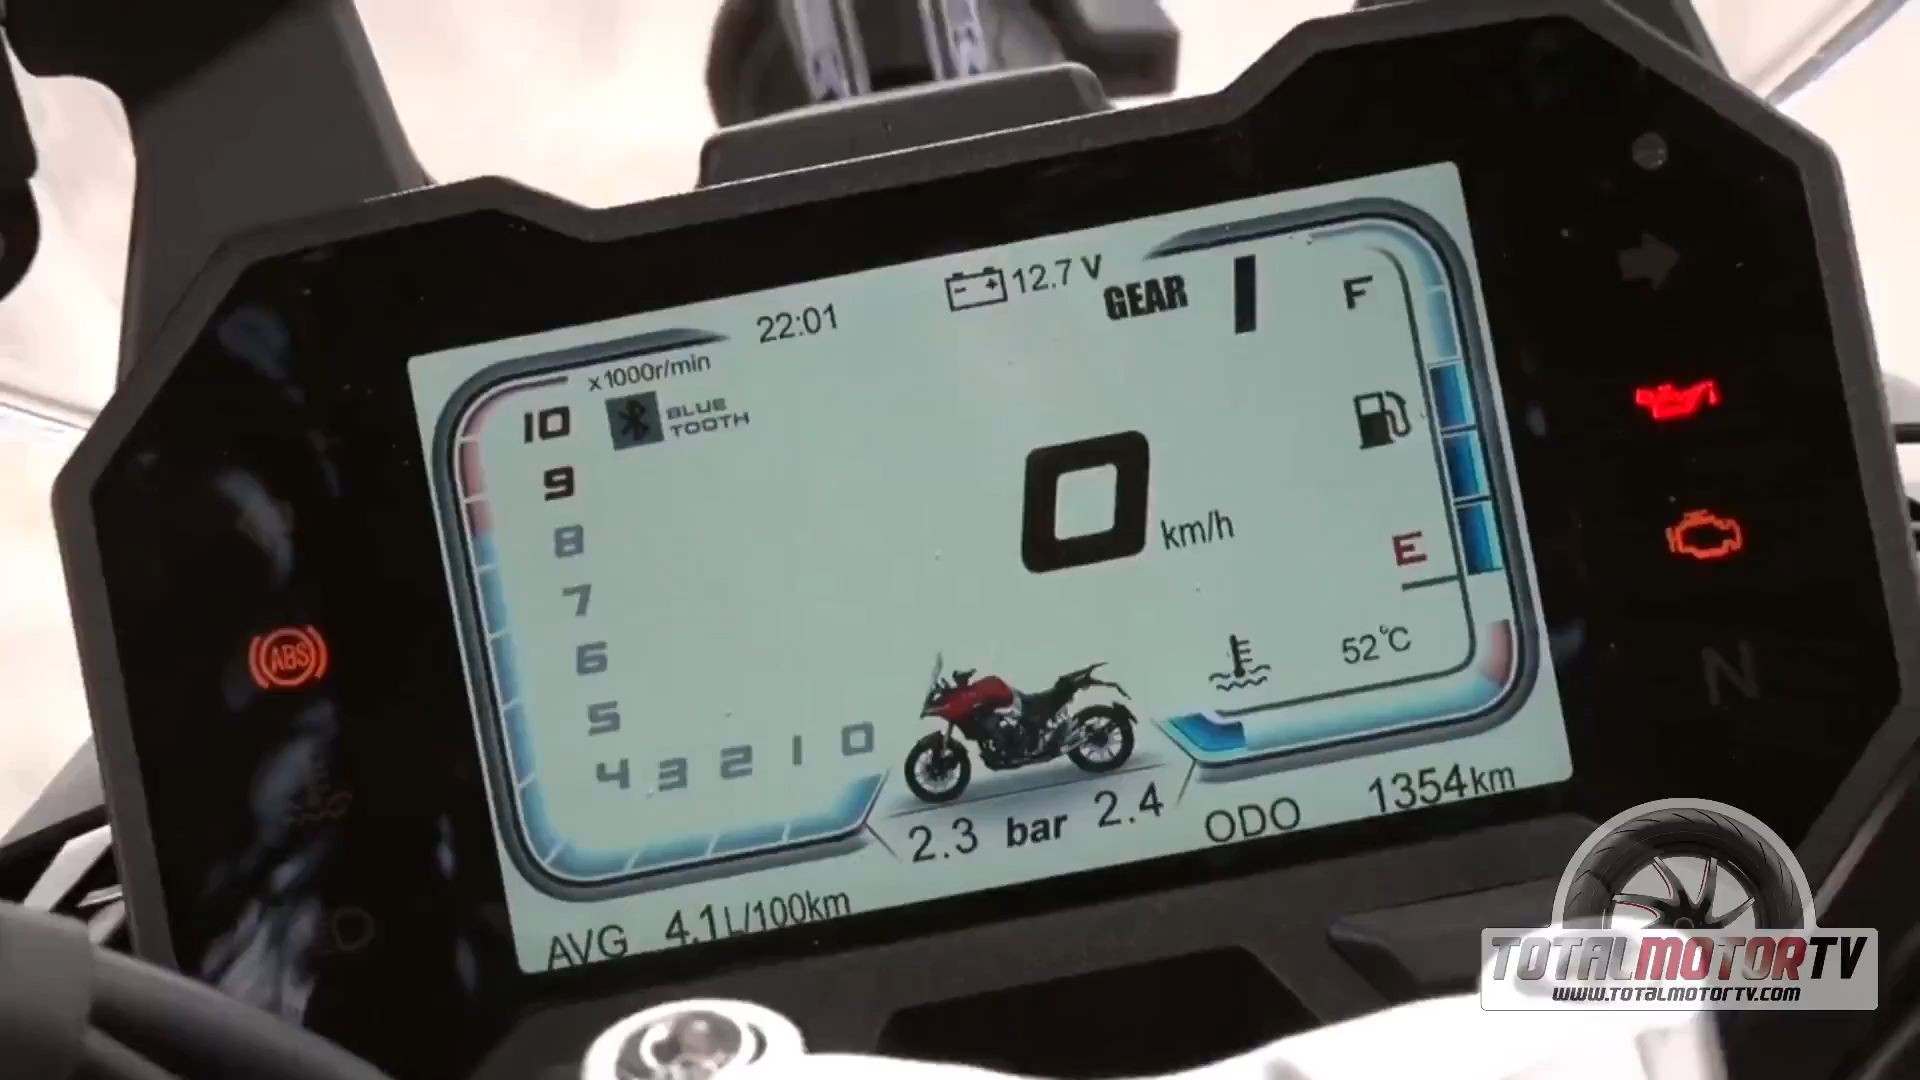 12.7 V
GEAR 1
F
22:01
x1000r/min
10
BLUE
TOOTH
9
8
0
km/h
7
E
6
52°C
ABS
5
N
4 3 2 1 0
2.3 bar 2.4
ODO 1354km
AVG 4.1L/100km
TOTALMOTORTV
WWW.TOTALMOTORTV.COM